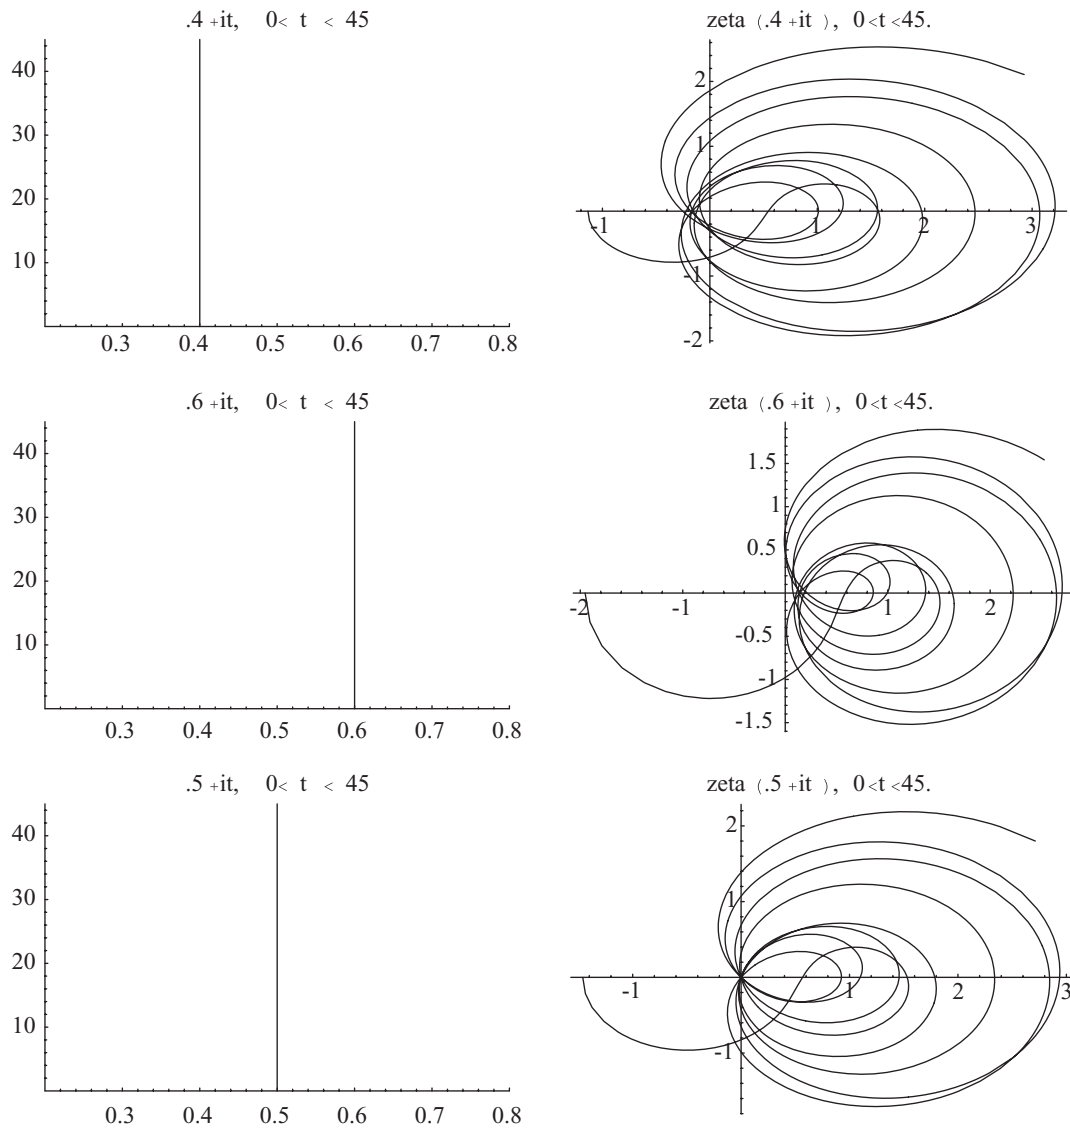 .4 +it, 0< t < 45
40
30
20
10
0.3 0.4 0.5 0.6 0.7 0.8
zeta (.4 +it ), 0<t<45.
2
1
-1 1 2 3
-1
-2
.6 +it, 0< t < 45
40
30
20
10
0.3 0.4 0.5 0.6 0.7 0.8
zeta (.6 +it ), 0<t<45.
1.5
1
0.5
-2 -1 1 2
-0.5
-1
-1.5
.5 +it, 0< t < 45
40
30
20
10
0.3 0.4 0.5 0.6 0.7 0.8
zeta (.5 +it ), 0<t<45.
2
1
-1 1 2 3
-1